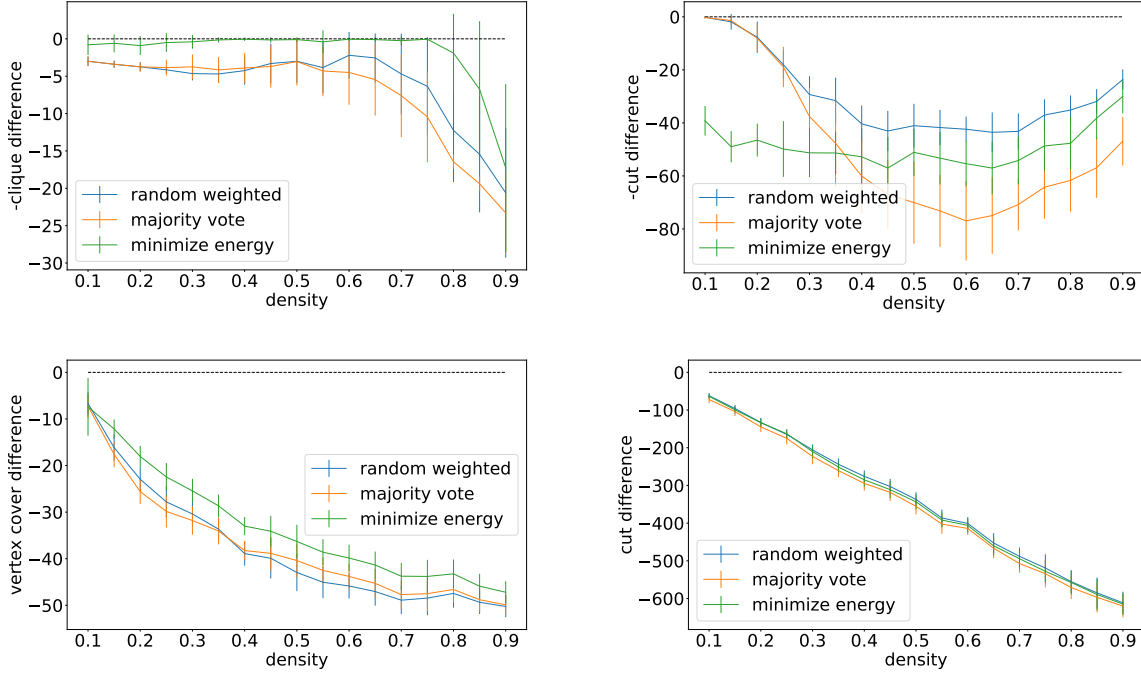 -clique difference
0
−5
−10
−15
−20
−25
−30
random weighted
majority vote
minimize energy
0.1 0.2 0.3 0.4 0.5 0.6 0.7 0.8 0.9
density
-cut difference
0
−20
−40
−60
−80
random weighted
majority vote
minimize energy
0.1 0.2 0.3 0.4 0.5 0.6 0.7 0.8 0.9
density
vertex cover difference
0
−10
−20
−30
−40
−50
random weighted
majority vote
minimize energy
0.1 0.2 0.3 0.4 0.5 0.6 0.7 0.8 0.9
density
cut difference
0
−100
−200
−300
−400
−500
−600
random weighted
majority vote
minimize energy
0.1 0.2 0.3 0.4 0.5 0.6 0.7 0.8 0.9
density